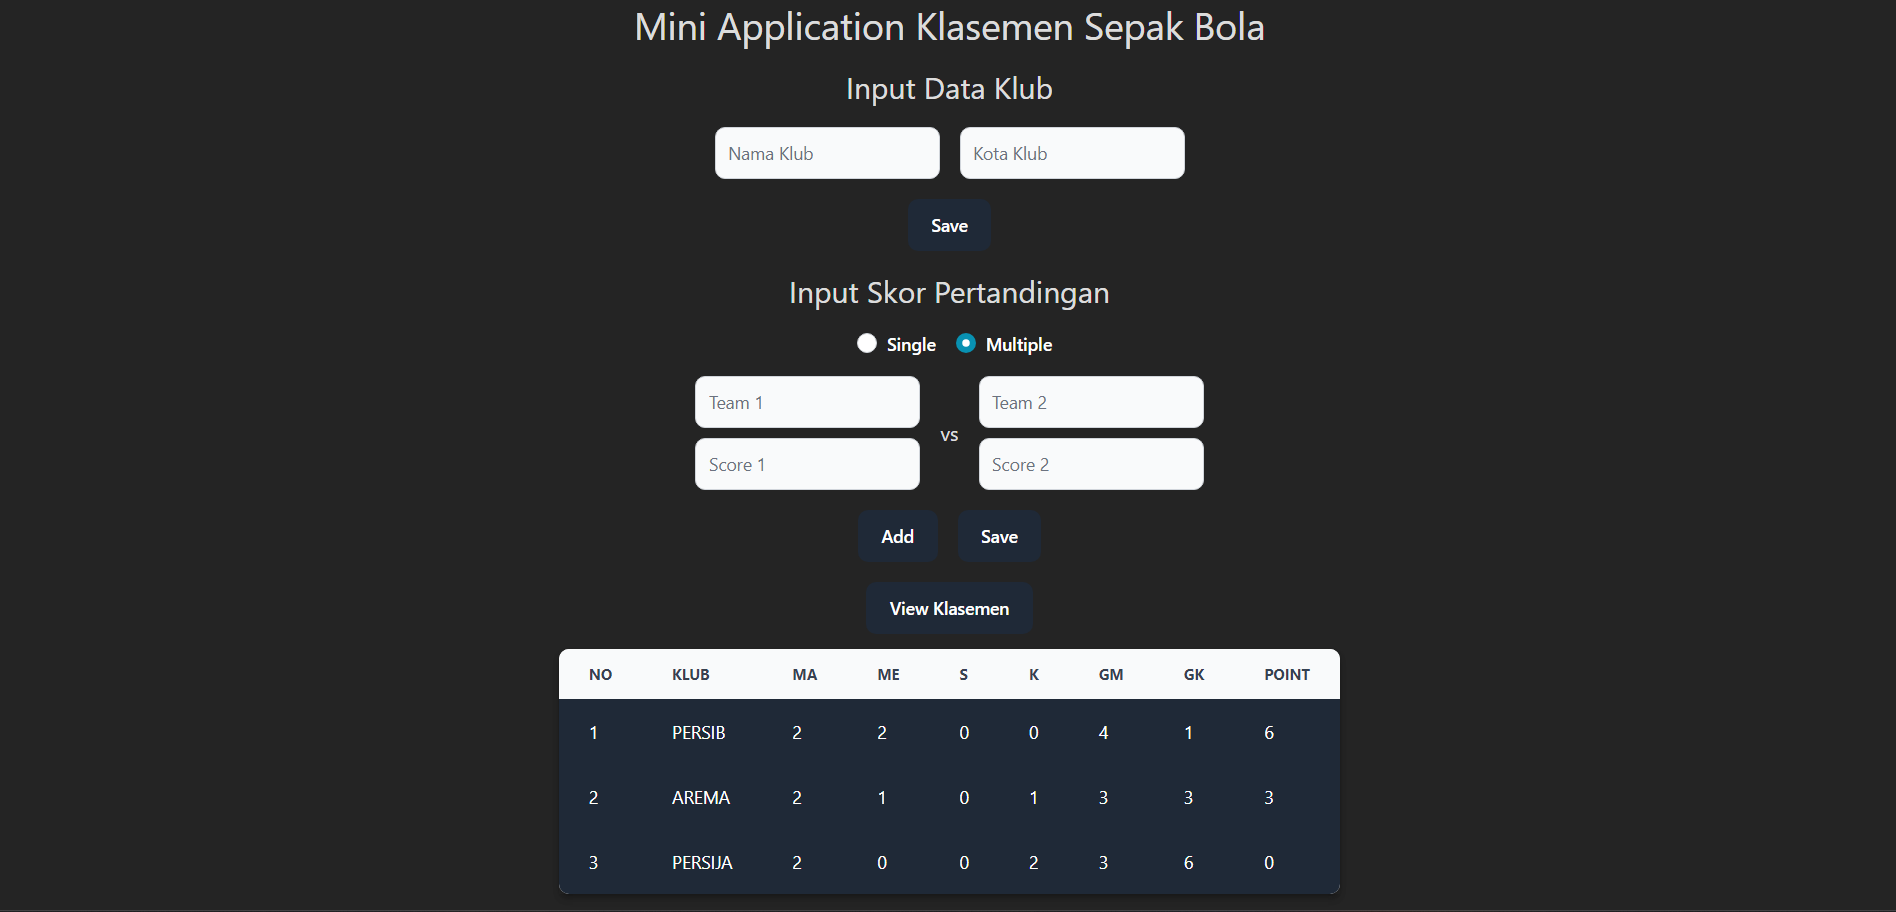 Mini Application Klasemen Sepak Bola
Input Data Klub
Nama Klub Kota Klub
Save
Input Skor Pertandingan
Single Multiple
Team 1 Team 2
vs
Score 1 Score 2
Add Save
View Klasemen
NO KLUB MA ME S K GM GK POINT
1 PERSIB 2 2 0 0 4 1 6
2 AREMA 2 1 0 1 3 3 3
3 PERSIJA 2 0 0 2 3 6 0